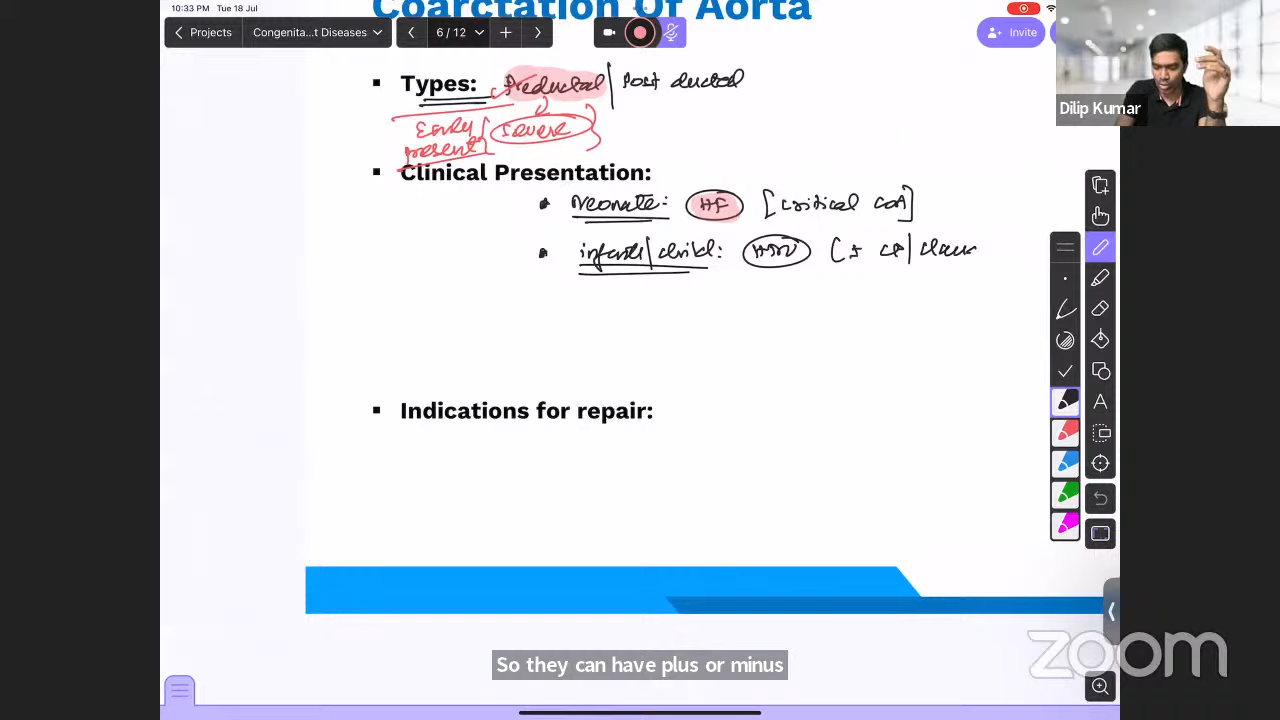 10:33 PM Tue 18 Jul
Coarctation Of Aorta
Projects Congenita...t Diseases 6 / 12 Invite
Dilip Kumar
Types: Preductal | Post ductal
Early severe
present
Clinical Presentation:
Neonate: HF [critical CoA]
infant/child: HTN (± CP/
Indications for repair:
So they can have plus or minus
zoom